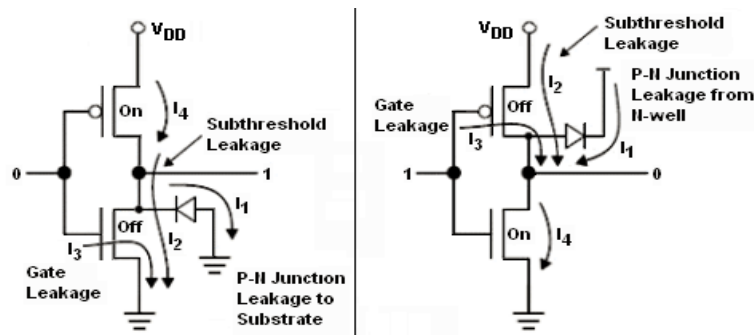 VDD
On
I4
Subthreshold
Leakage
0
1
Off
I1
I3
I2
Gate
Leakage
P-N Junction
Leakage to
Substrate
VDD
Subthreshold
Leakage
I2
P-N Junction
Leakage from
N-well
Gate
Leakage
Off
I3
I1
1
0
On
I4